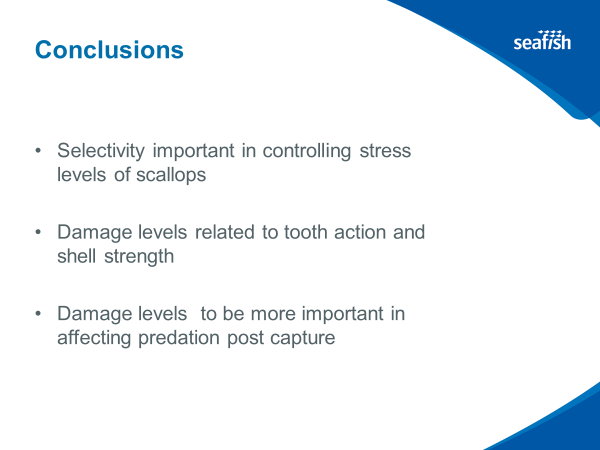 seafish
Conclusions
• Selectivity important in controlling stress
levels of scallops
• Damage levels related to tooth action and
shell strength
• Damage levels  to be more important in
affecting predation post capture